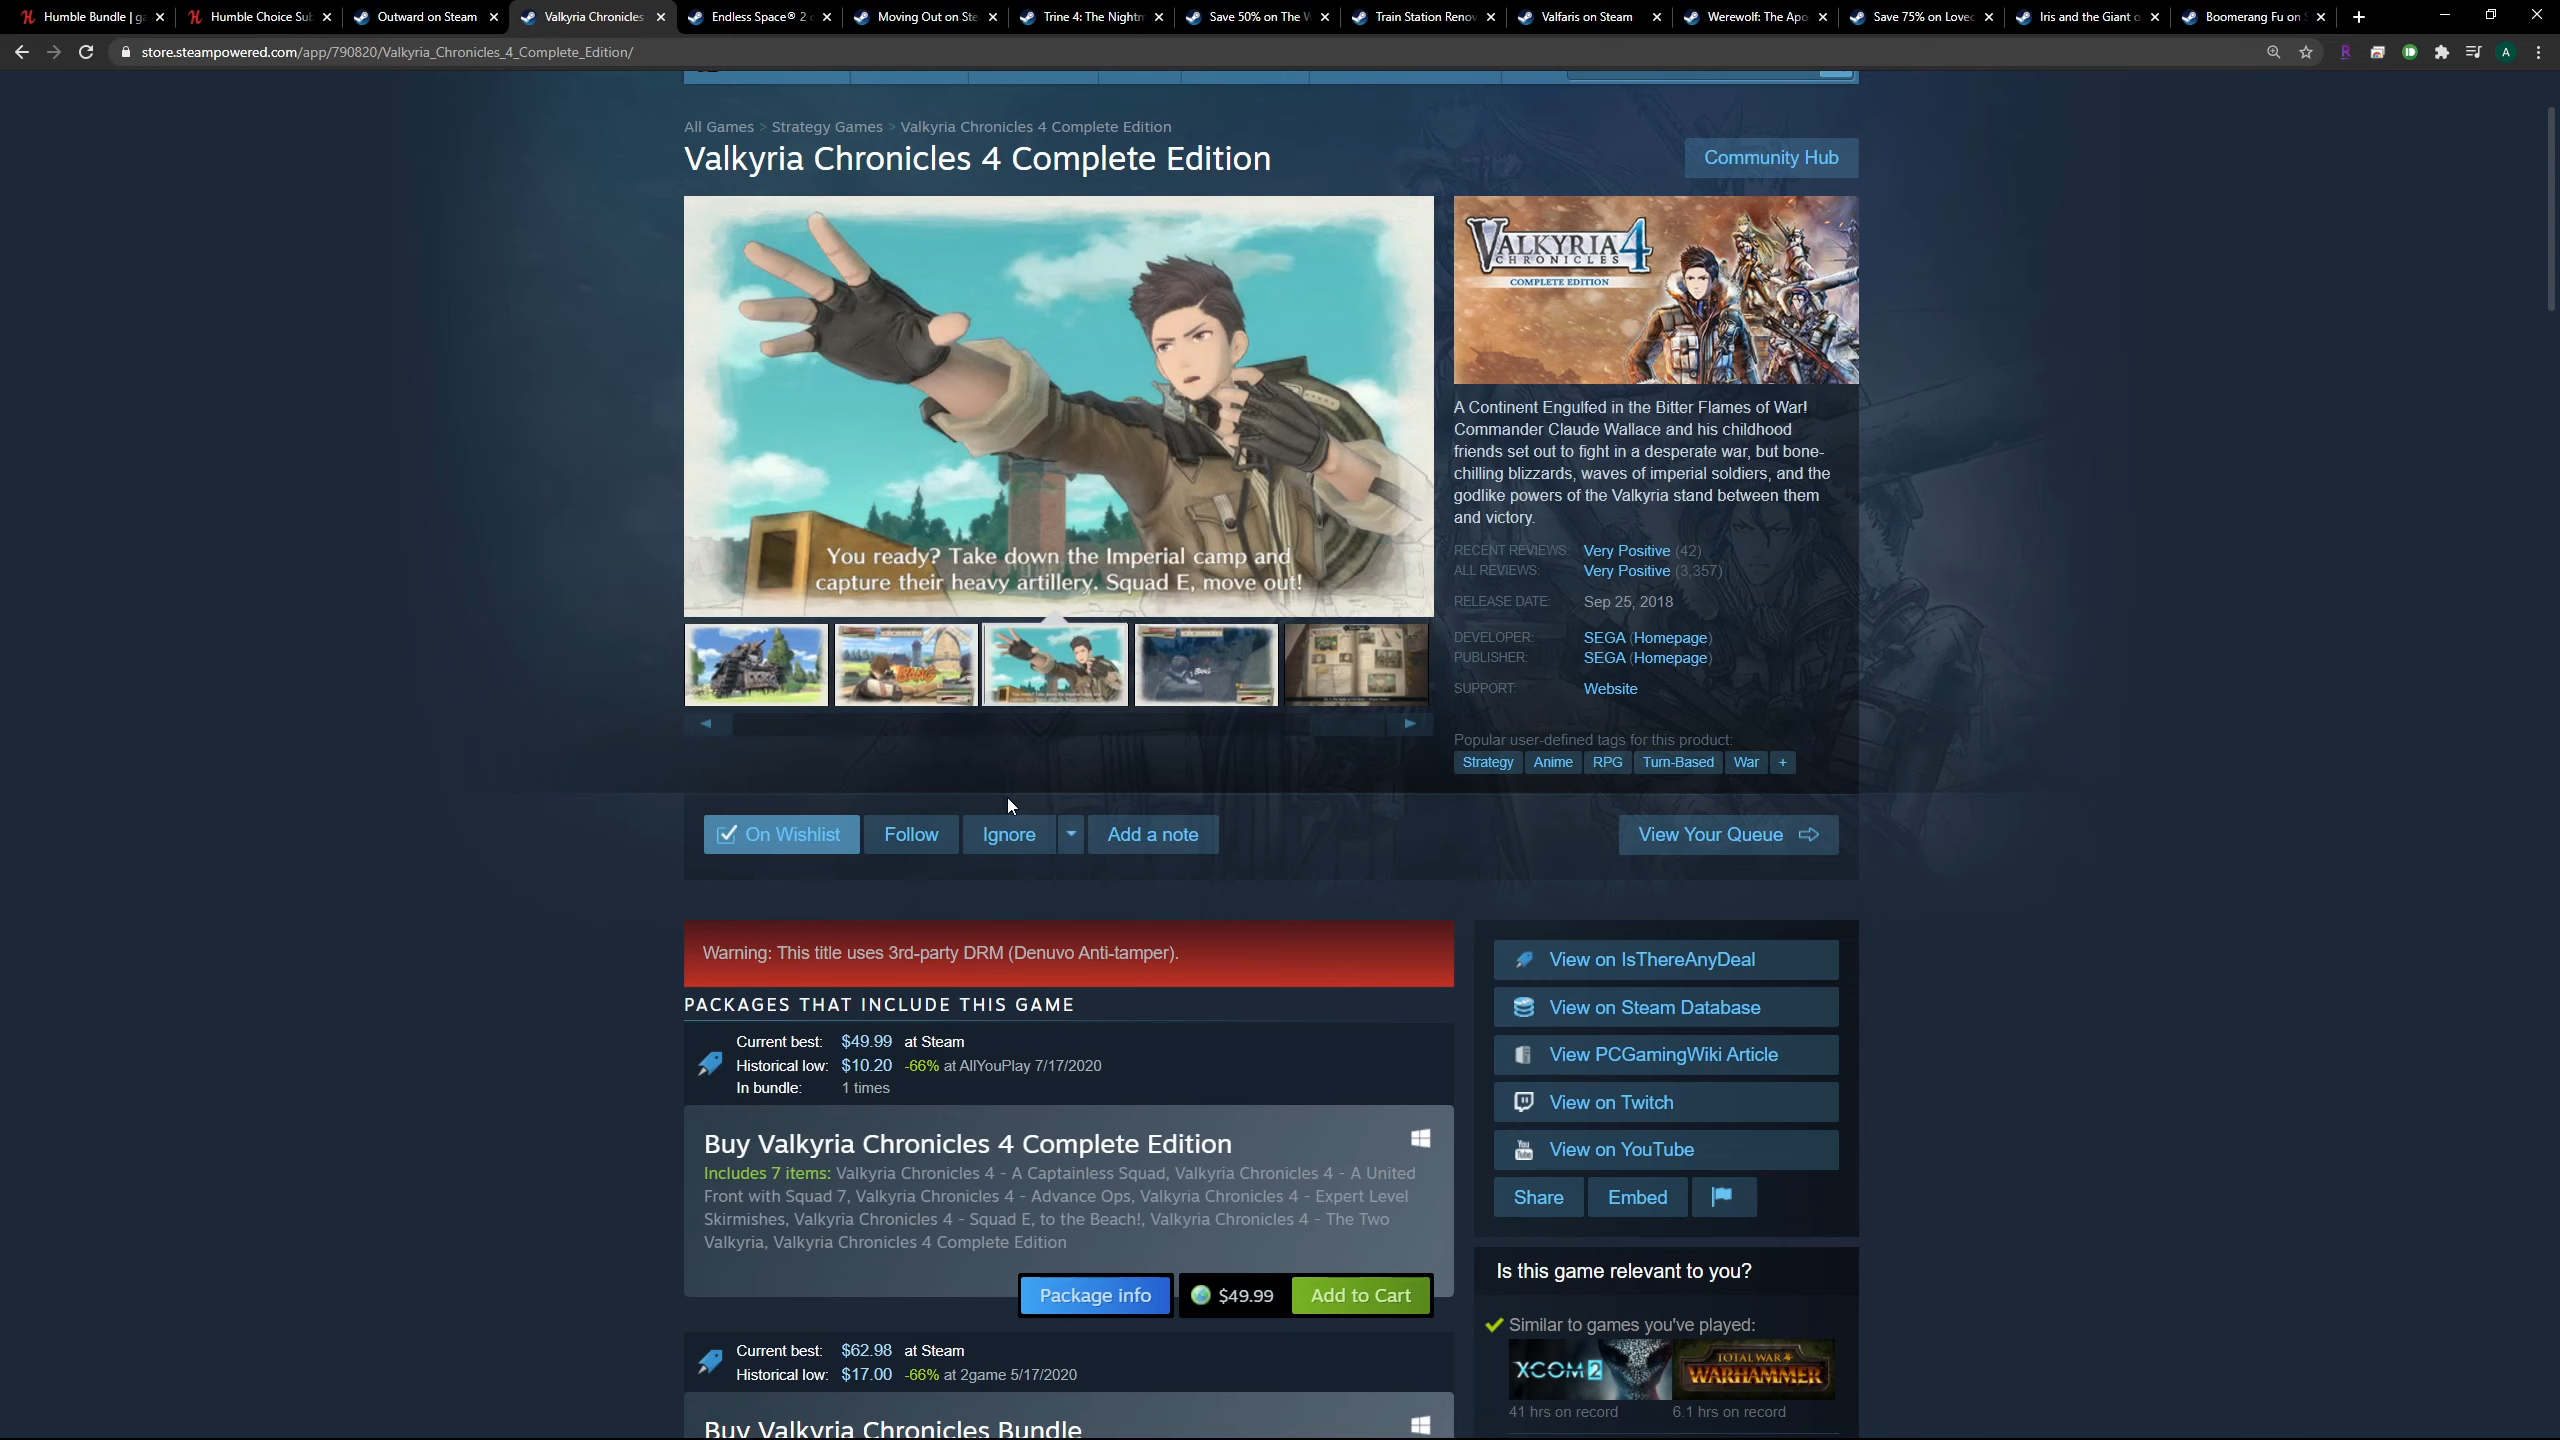 Humble Bundle | ga
Humble Choice Sub
Outward on Steam
Valkyria Chronicles
Endless Space® 2 o
Moving Out on Ste
Trine 4: The Nightm
Save 50% on The W
Train Station Renov
Valfaris on Steam
Werewolf: The Apo
Save 75% on Lovec
Iris and the Giant o
Boomerang Fu on S
store.steampowered.com/app/790820/Valkyria_Chronicles_4_Complete_Edition/
A
All Games > Strategy Games > Valkyria Chronicles 4 Complete Edition
Valkyria Chronicles 4 Complete Edition
Community Hub
You ready? Take down the Imperial camp and
capture their heavy artillery. Squad E, move out!
VALKYRIA 4
CHRONICLES
COMPLETE EDITION
A Continent Engulfed in the Bitter Flames of War!
Commander Claude Wallace and his childhood
friends set out to fight in a desperate war, but bone-
chilling blizzards, waves of imperial soldiers, and the
godlike powers of the Valkyria stand between them
and victory.
RECENT REVIEWS: Very Positive (42)
ALL REVIEWS: Very Positive (3,357)
RELEASE DATE: Sep 25, 2018
DEVELOPER: SEGA (Homepage)
PUBLISHER: SEGA (Homepage)
SUPPORT: Website
Popular user-defined tags for this product:
Strategy Anime RPG Turn-Based War +
On Wishlist Follow Ignore Add a note
View Your Queue
Warning: This title uses 3rd-party DRM (Denuvo Anti-tamper).
PACKAGES THAT INCLUDE THIS GAME
Current best: $49.99 at Steam
Historical low: $10.20 -66% at AllYouPlay 7/17/2020
In bundle: 1 times
Buy Valkyria Chronicles 4 Complete Edition
Includes 7 items: Valkyria Chronicles 4 - A Captainless Squad, Valkyria Chronicles 4 - A United
Front with Squad 7, Valkyria Chronicles 4 - Advance Ops, Valkyria Chronicles 4 - Expert Level
Skirmishes, Valkyria Chronicles 4 - Squad E, to the Beach!, Valkyria Chronicles 4 - The Two
Valkyria, Valkyria Chronicles 4 Complete Edition
Package info $49.99 Add to Cart
Current best: $62.98 at Steam
Historical low: $17.00 -66% at 2game 5/17/2020
Buy Valkyria Chronicles Bundle
View on IsThereAnyDeal
View on Steam Database
View PCGamingWiki Article
View on Twitch
View on YouTube
Share Embed
Is this game relevant to you?
Similar to games you've played:
XCOM 2
TOTAL WAR
WARHAMMER
41 hrs on record 6.1 hrs on record